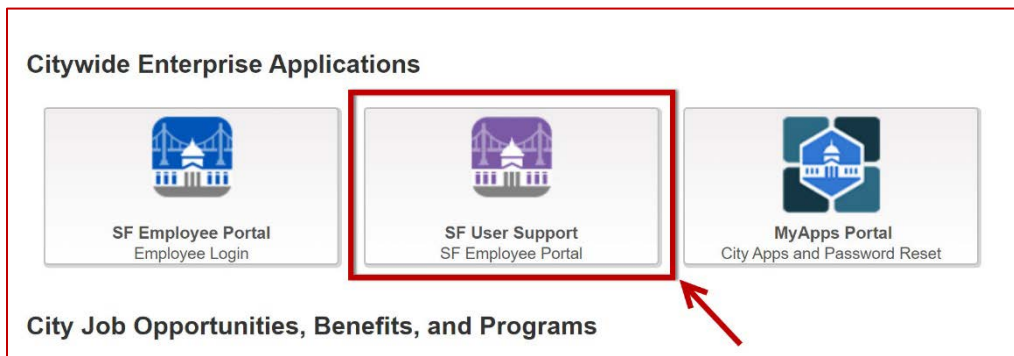 Citywide Enterprise Applications
SF Employee Portal
Employee Login
SF User Support
SF Employee Portal
MyApps Portal
City Apps and Password Reset
City Job Opportunities, Benefits, and Programs